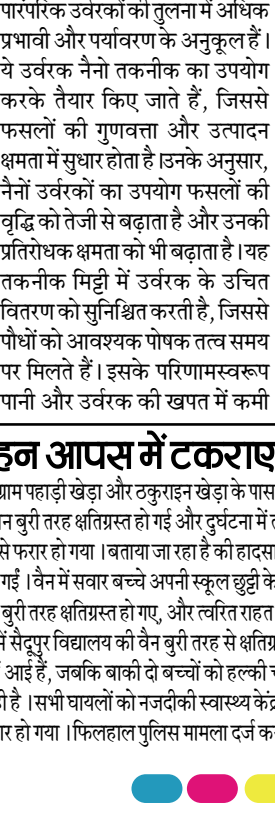 पारंपरिक उर्वरकों की तुलना में अधिक
प्रभावी और पर्यावरण के अनुकूल हैं।
ये उर्वरक नैनो तकनीक का उपयोग
करके तैयार किए जाते हैं, जिससे
फसलों की गुणवत्ता और उत्पादन
क्षमता में सुधार होता है।उनके अनुसार,
नैनों उर्वरकों का उपयोग फसलों की
वृद्धि को तेजी से बढ़ाता है और उनकी
प्रतिरोधक क्षमता को भी बढ़ाता है।यह
तकनीक मिट्टी में उर्वरक के उचित
वितरण को सुनिश्चित करती है, जिससे
पौधों को आवश्यक पोषक तत्व समय
पर मिलते हैं। इसके परिणामस्वरूप
पानी और उर्वरक की खपत में कमी
हन आपस में टकराए
ग्राम पहाड़ी खेड़ा और ठकुराइन खेड़ा के पास
न बुरी तरह क्षतिग्रस्त हो गई और दुर्घटना में
से फरार हो गया।बताया जा रहा है की हादसा
गईं।वैन में सवार बच्चे अपनी स्कूल छुट्टी के
बुरी तरह क्षतिग्रस्त हो गए, और त्वरित राहत
में सैदूपुर विद्यालय की वैन बुरी तरह से क्षतिग्र
आई हैं, जबकि बाकी दो बच्चों को हल्की
ही है।सभी घायलों को नजदीकी स्वास्थ्य केंद्र
ार हो गया।फिलहाल पुलिस मामला दर्ज क